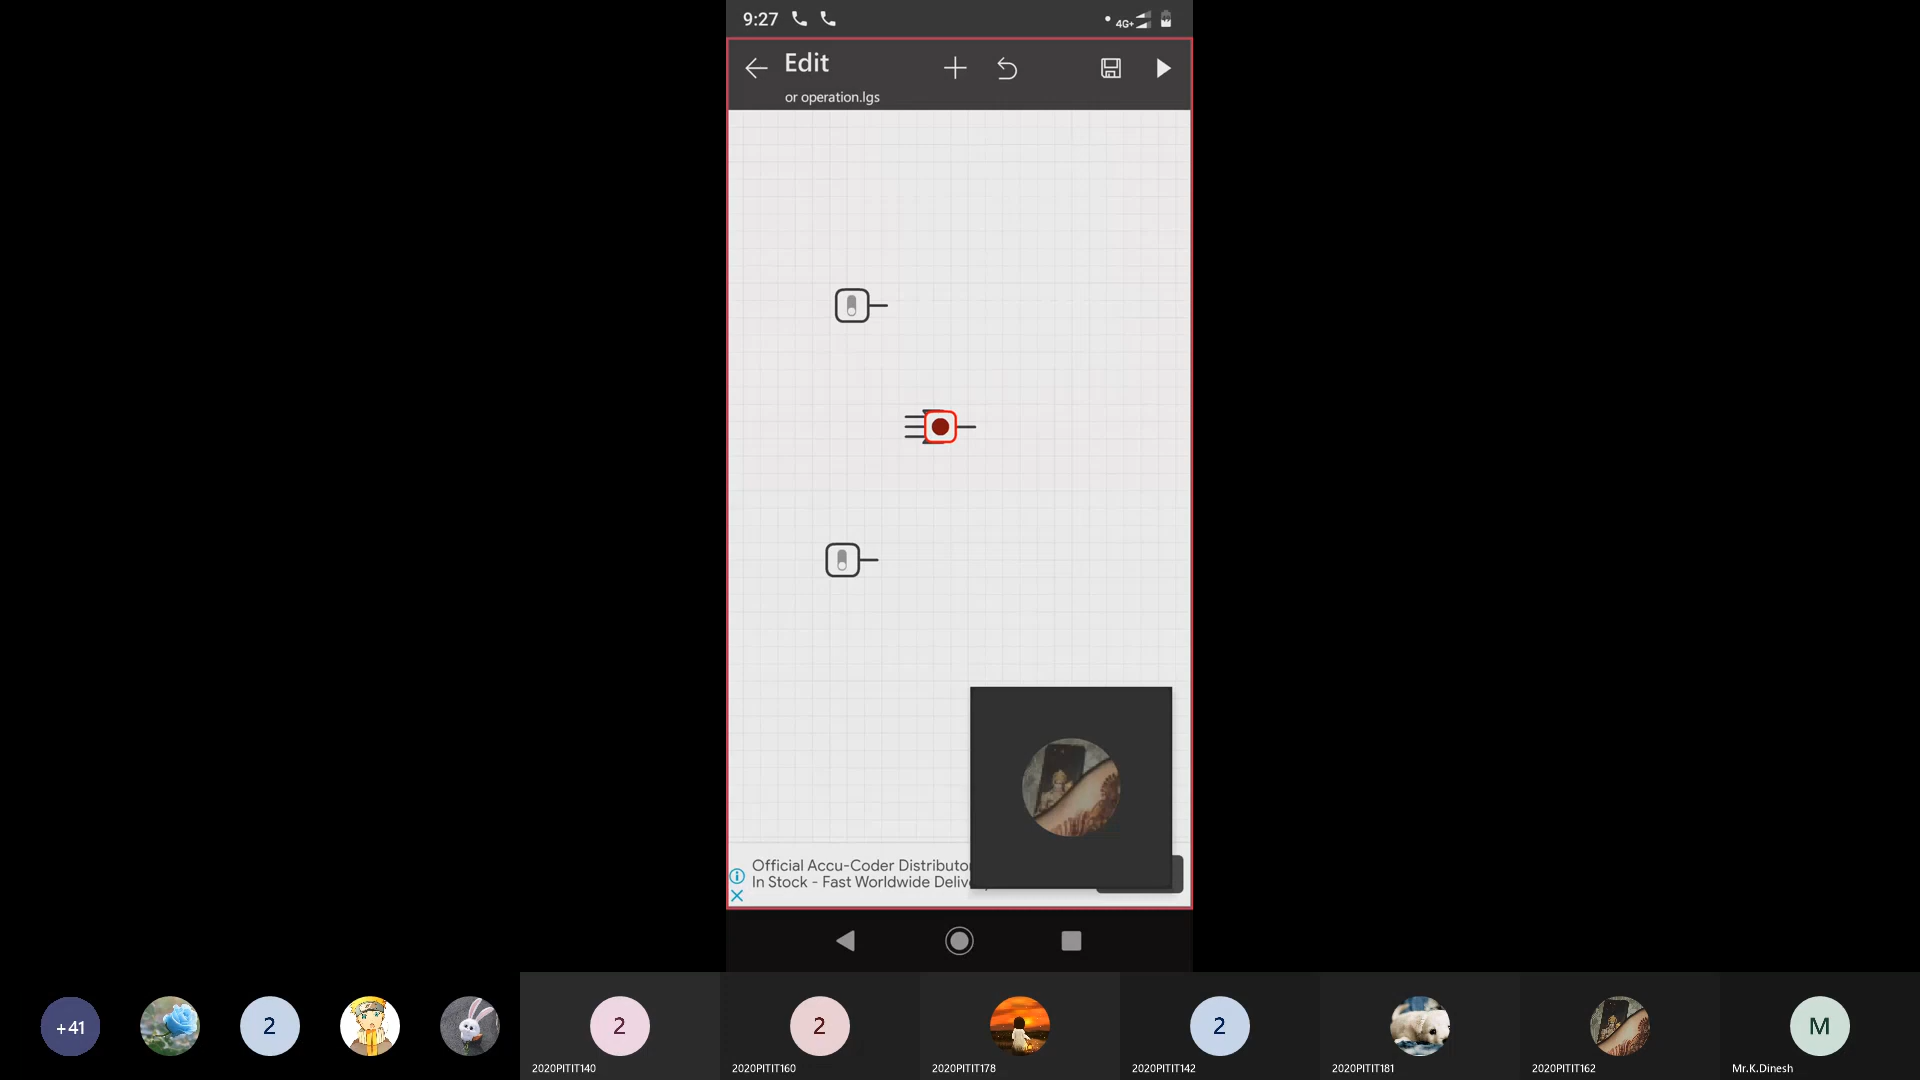 9:27
4G+
Edit
or operation.lgs
Official Accu-Coder Distributo
In Stock - Fast Worldwide Deliv
+41
2
2
2
2
M
2020PITIT140
2020PITIT160
2020PITIT178
2020PITIT142
2020PITIT181
2020PITIT162
Mr.K.Dinesh